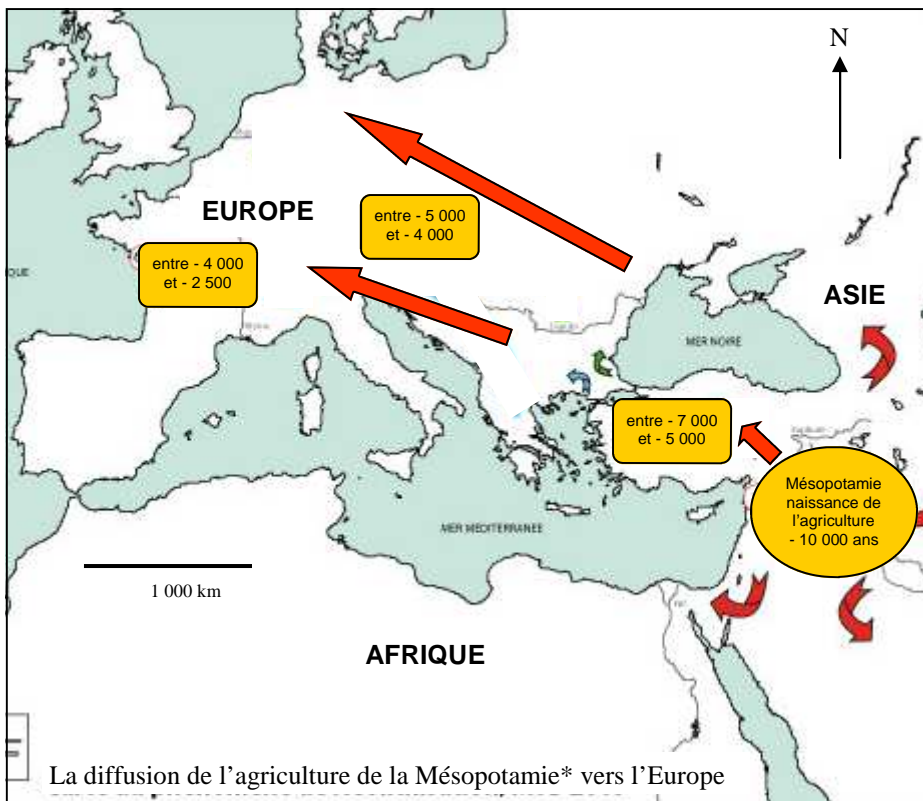 N
EUROPE
entre - 5 000
et - 4 000
entre - 4 000
et - 2 500
IQUE
ASIE
MER NOIRE
entre - 7 000
et - 5 000
Mésopotamie
naissance de
l’agriculture
- 10 000 ans
MER MÉDITERRANÉE
1 000 km
AFRIQUE
La diffusion de l’agriculture de la Mésopotamie* vers l’Europe